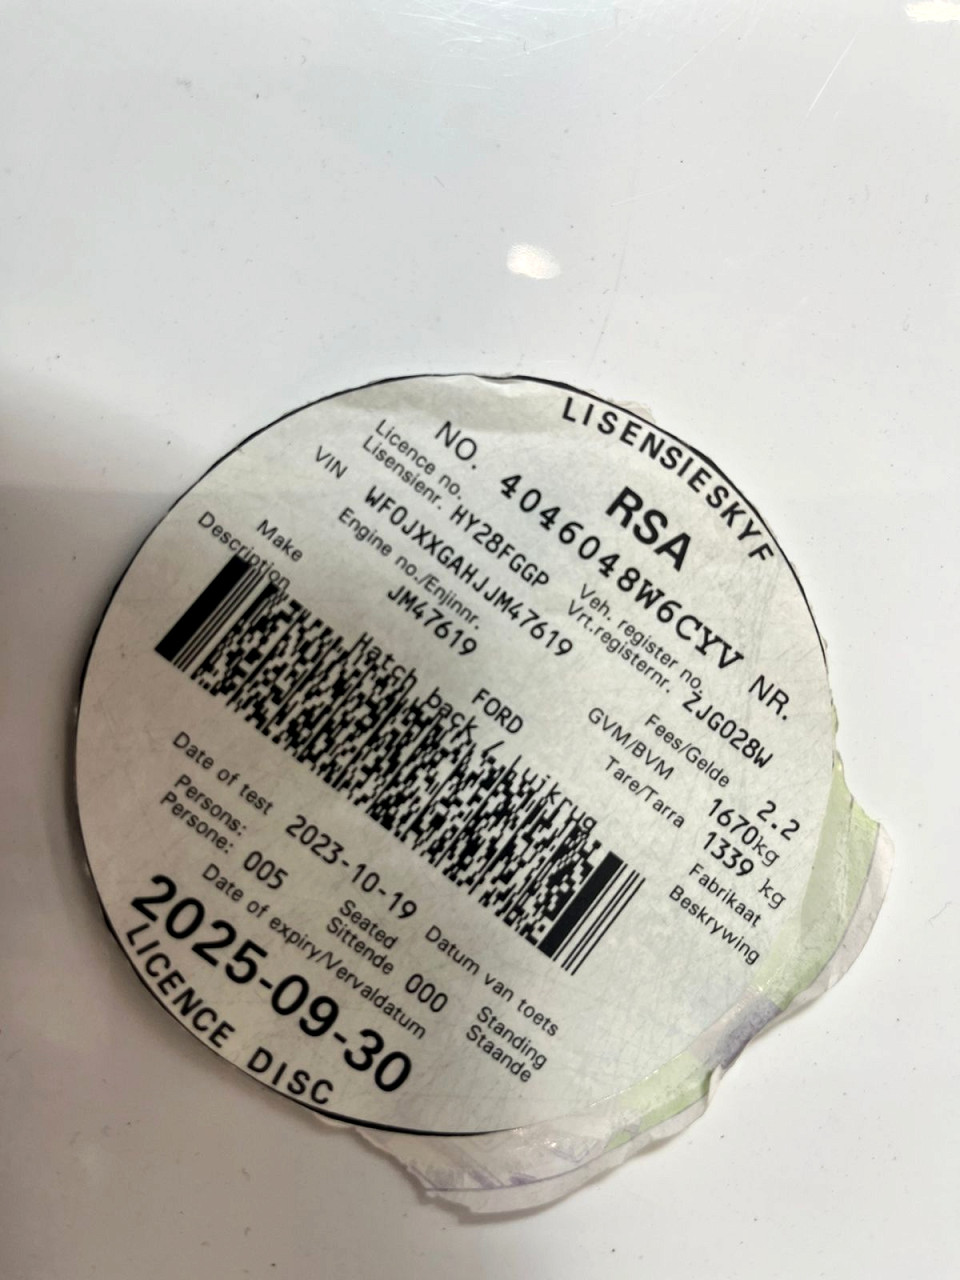 LISENSIESKYF
RSA
NO. 4046048W6CYV NR.
Licence no. HY28FGGP Veh. register no. ZJG028W
Lisensienr. Vrt.registernr.
VIN WF0JXXGAHJJM47619 Fees/Gelde 2.2
Engine no./Enjinnr. GVM/BVM 1670kg
JM47619 Tare/Tarra 1339 kg
Make FORD Fabrikaat
Description Hatch back / Luikrug Beskrywing
Date of test 2023-10-19 Datum van toets
Persons: 005 Seated 000 Standing
Persone: Sittende Staande
Date of expiry/Vervaldatum
2025-09-30
LICENCE DISC